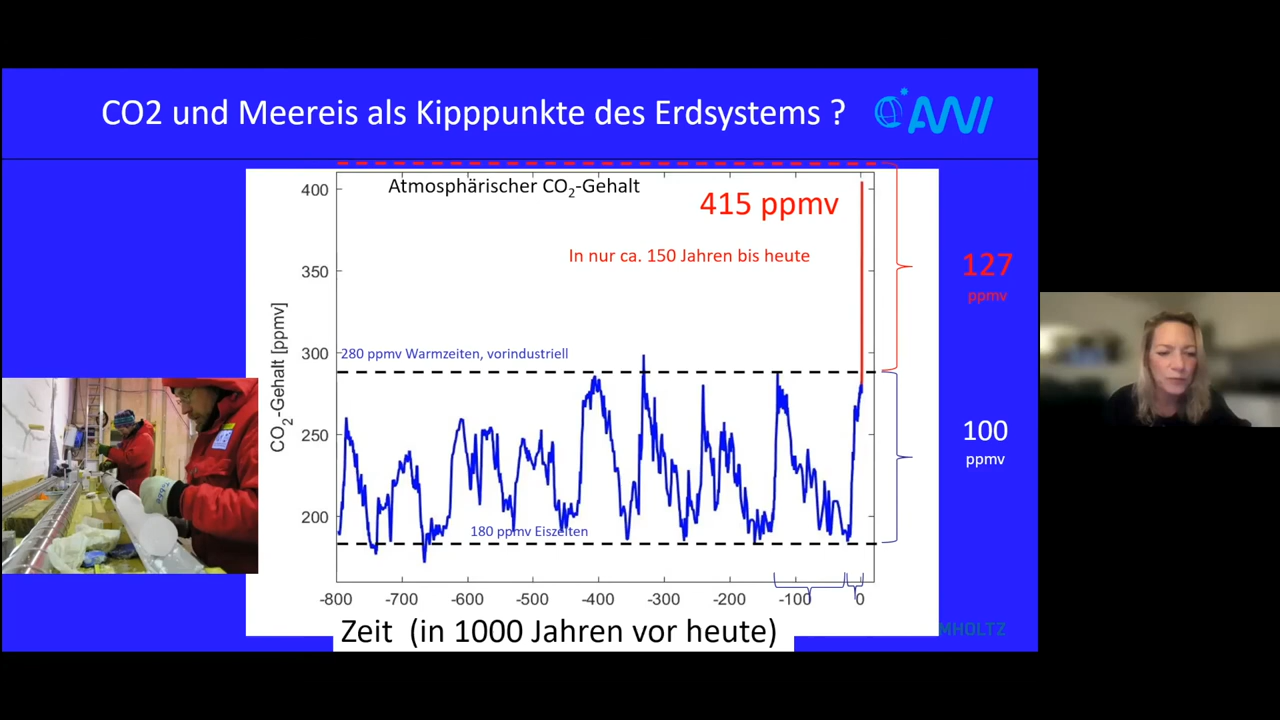 CO2 und Meereis als Kipppunkte des Erdsystems ?
AWI
Atmosphärischer CO2-Gehalt
415 ppmv
In nur ca. 150 Jahren bis heute
127
ppmv
280 ppmv Warmzeiten, vorindustriell
100
ppmv
180 ppmv Eiszeiten
CO2-Gehalt [ppmv]
400
350
300
250
200
-800 -700 -600 -500 -400 -300 -200 -100 0
Zeit (in 1000 Jahren vor heute)
MHOLTZ